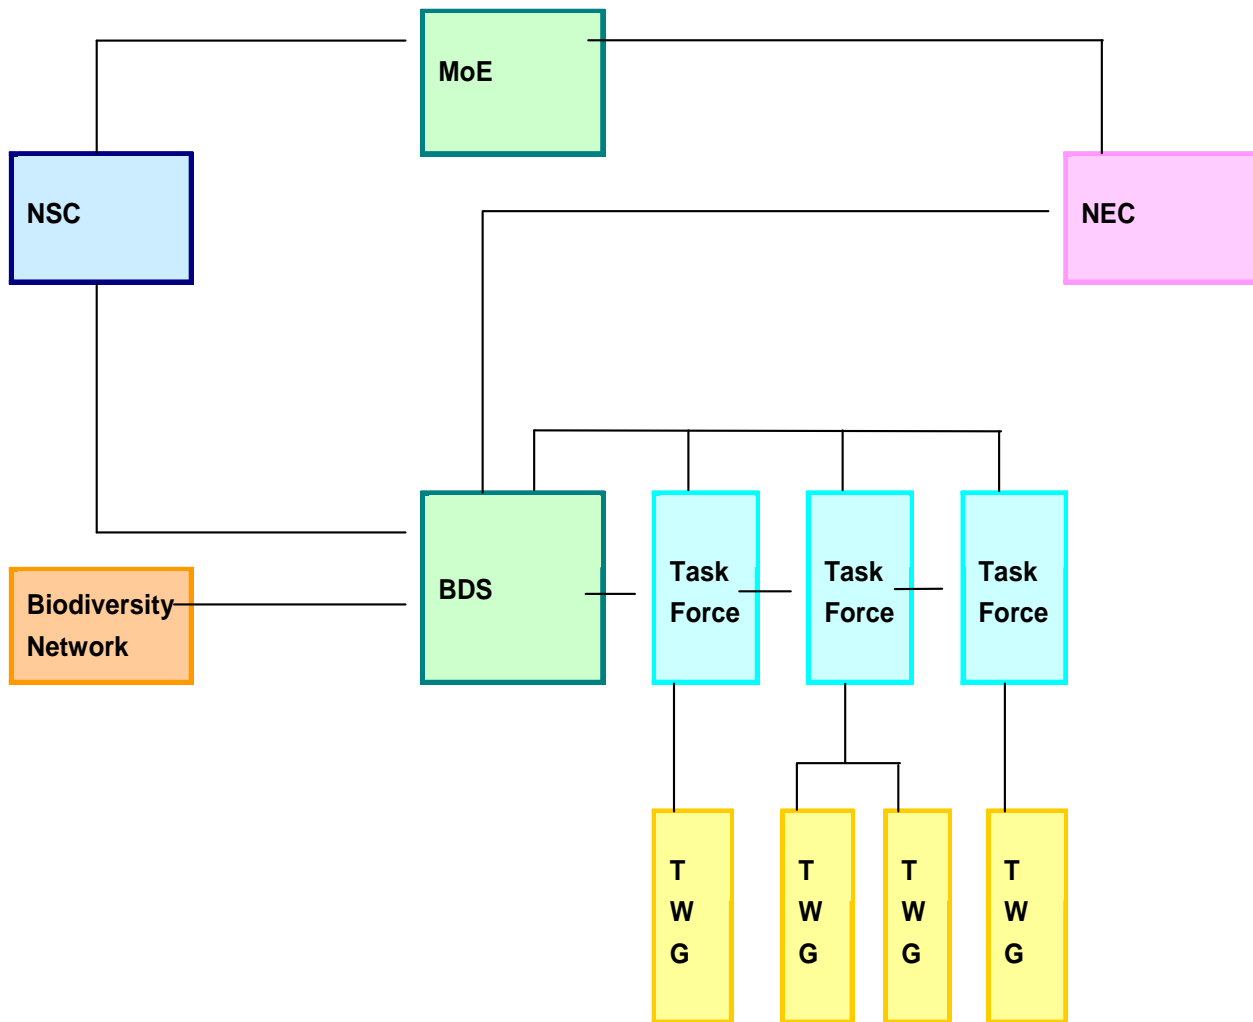 MoE
NSC
NEC
Biodiversity
Network
BDS
Task
Force
Task
Force
Task
Force
T
W
G
T
W
G
T
W
G
T
W
G